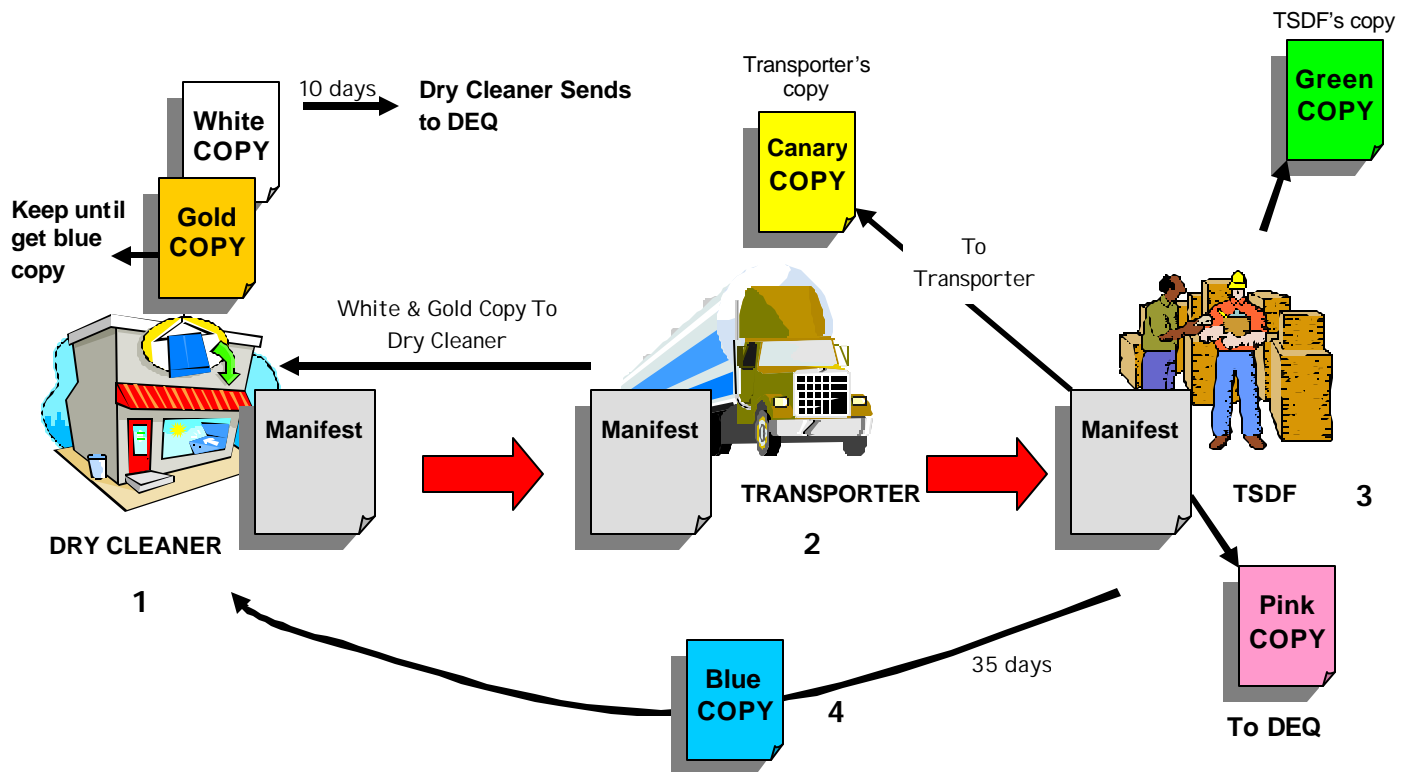 TSDF's copy
Green
COPY
Transporter's
copy
Canary
COPY
10 days
Dry Cleaner Sends
to DEQ
White
COPY
Gold
COPY
Keep until
get blue
copy
White & Gold Copy To
Dry Cleaner
To
Transporter
Manifest
Manifest
Manifest
DRY CLEANER
1
TRANSPORTER
2
TSDF
3
Pink
COPY
To DEQ
Blue
COPY
4
35 days